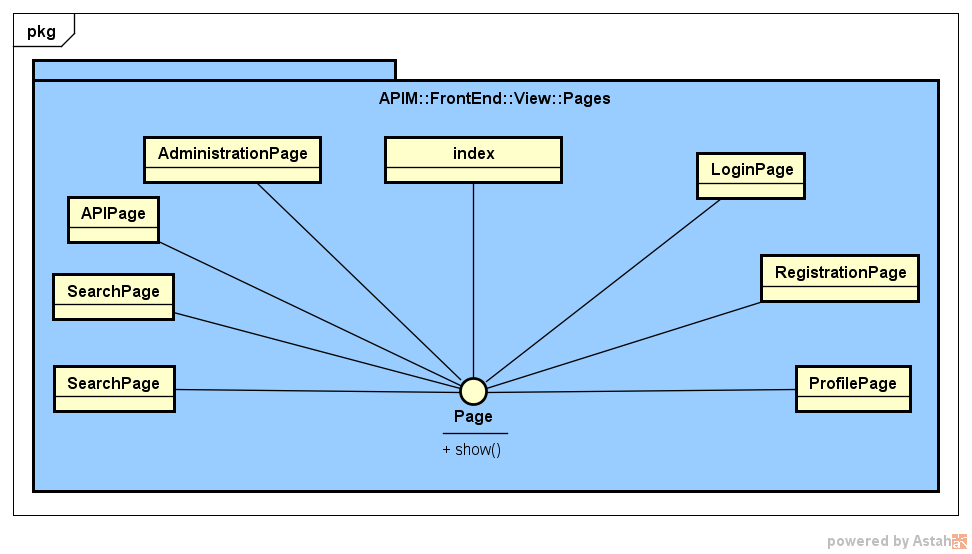 pkg
APIM::FrontEnd::View::Pages
AdministrationPage
index
LoginPage
APIPage
RegistrationPage
SearchPage
SearchPage
ProfilePage
Page
+ show()
powered by Astah